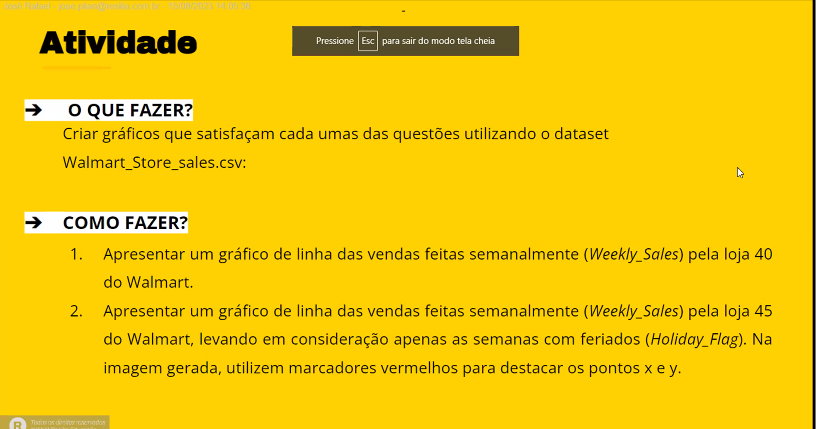 Atividade
Pressione Esc para sair do modo tela cheia
➔ O QUE FAZER?
Criar gráficos que satisfaçam cada umas das questões utilizando o dataset
Walmart_Store_sales.csv:
➔ COMO FAZER?
1. Apresentar um gráfico de linha das vendas feitas semanalmente (Weekly_Sales) pela loja 40
do Walmart.
2. Apresentar um gráfico de linha das vendas feitas semanalmente (Weekly_Sales) pela loja 45
do Walmart, levando em consideração apenas as semanas com feriados (Holiday_Flag). Na
imagem gerada, utilizem marcadores vermelhos para destacar os pontos x e y.
R